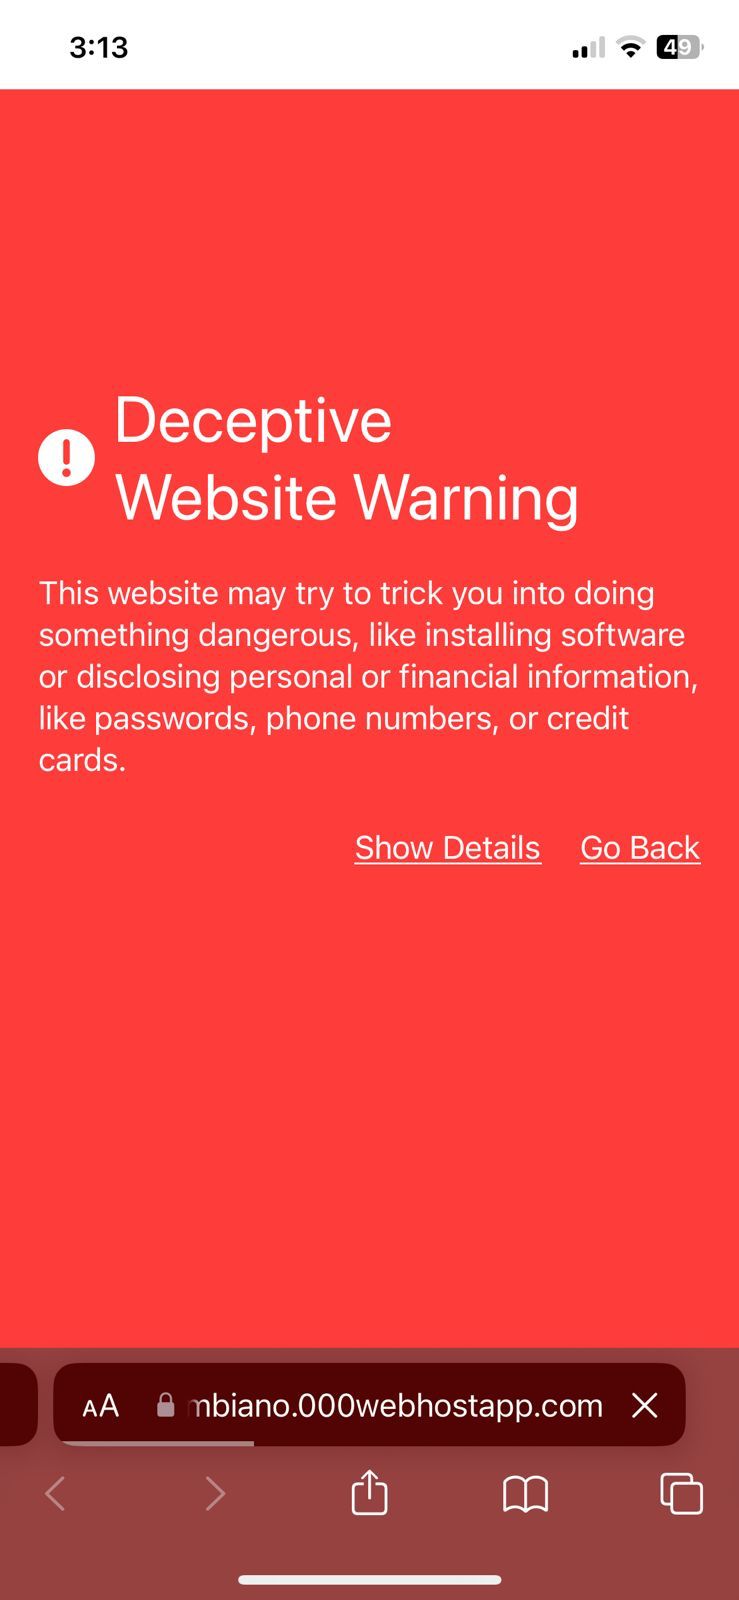 3:13
49
Deceptive
Website Warning
This website may try to trick you into doing
something dangerous, like installing software
or disclosing personal or financial information,
like passwords, phone numbers, or credit
cards.
Show Details Go Back
AA mbiano.000webhostapp.com